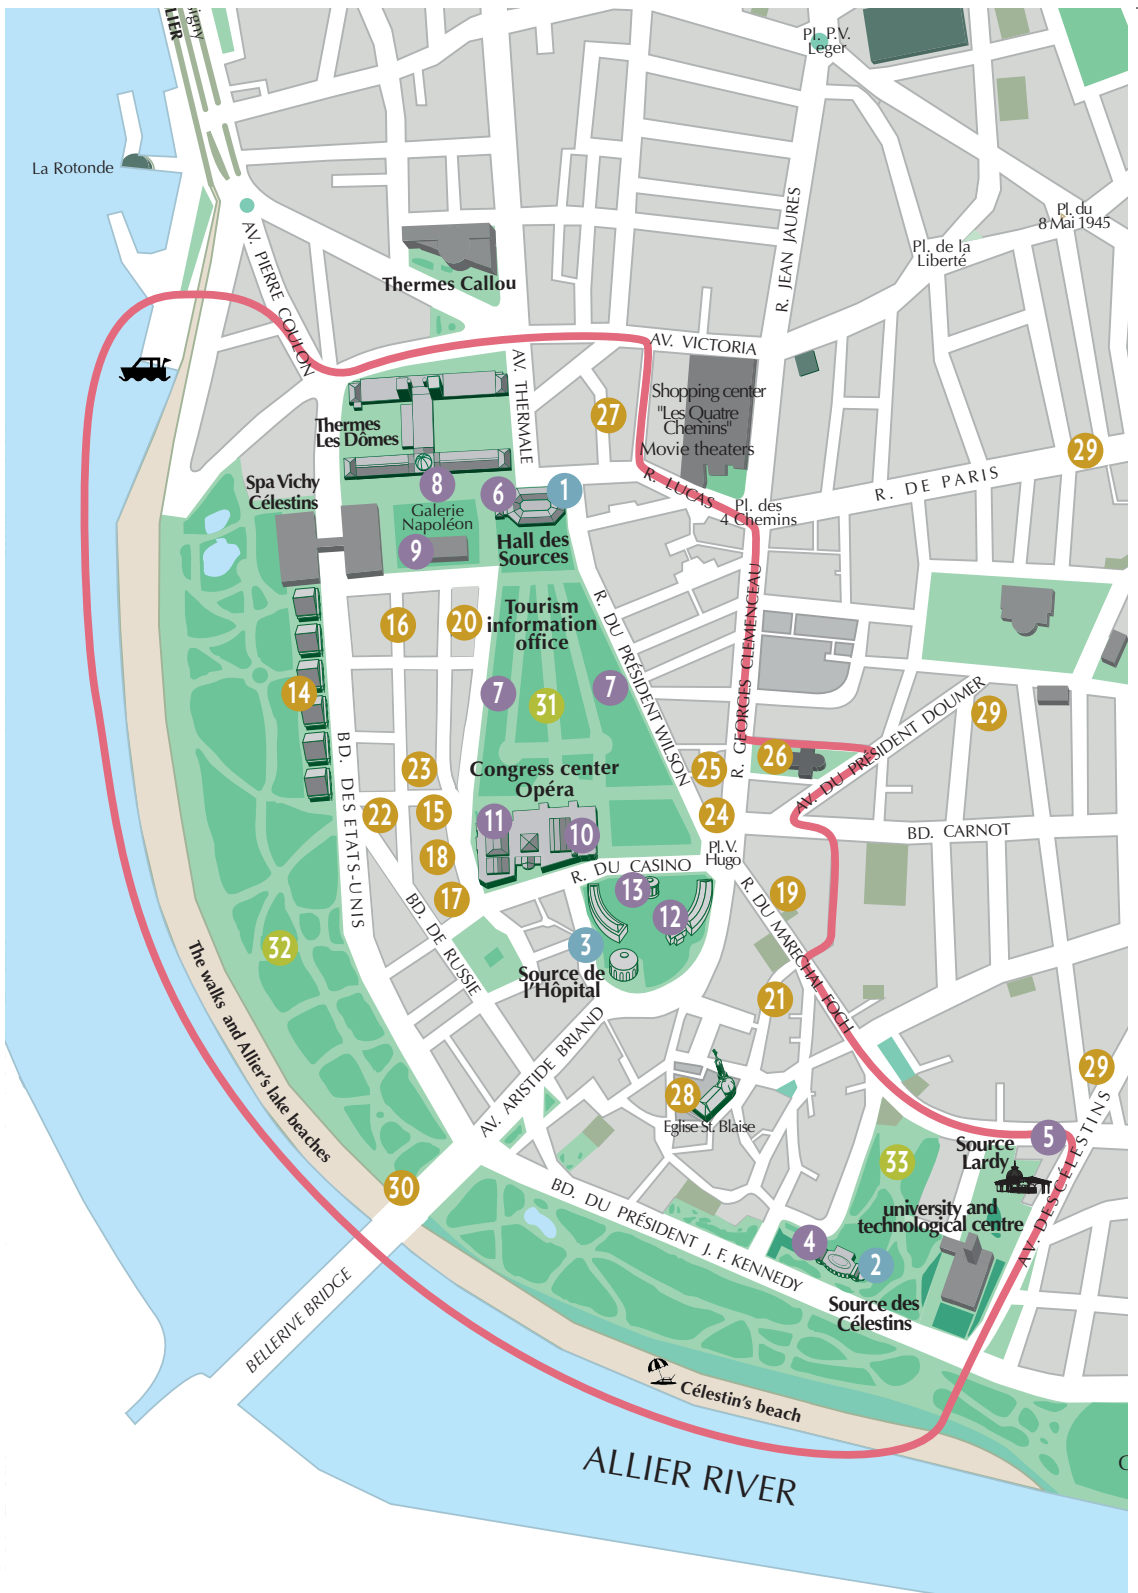 LIER
signy
Pl. P.V.
Leger
La Rotonde
Pl. du
8 Mai 1945
Pl. de la
Liberté
R. JEAN JAURES
AV. PIERRE COULON
Thermes Callou
AV. VICTORIA
AV. THERMALE
Shopping center
"Les Quatre
Chemins"
Movie theaters
27
Thermes
Les Dômes
29
R. LUCAS
R. DE PARIS
Spa Vichy
Célestins
8
6
1
Pl. des
4 Chemins
Galerie
Napoléon
9
Hall des
Sources
R. GEORGES CLEMENCEAU
R. DU PRÉSIDENT WILSON
16
20
Tourism
information
office
14
7
31
7
29
AV. DU PRÉSIDENT DOUMER
BD. DES ETATS-UNIS
23
Congress center
Opéra
25
26
22
15
11
10
24
BD. CARNOT
18
Pl. V.
Hugo
R. DU CASINO
17
13
19
12
R. DU MARECHAL FOCH
BD. DE RUSSIE
32
3
Source de
l'Hôpital
21
The walks and Allier's lake beaches
AV. ARISTIDE BRIAND
28
Eglise St. Blaise
29
5
Source
Lardy
33
AV. DES CÉLESTINS
30
BD. DU PRÉSIDENT J. F. KENNEDY
university and
technological centre
4
2
Source des
Célestins
BELLERIVE BRIDGE
Célestin's beach
ALLIER RIVER